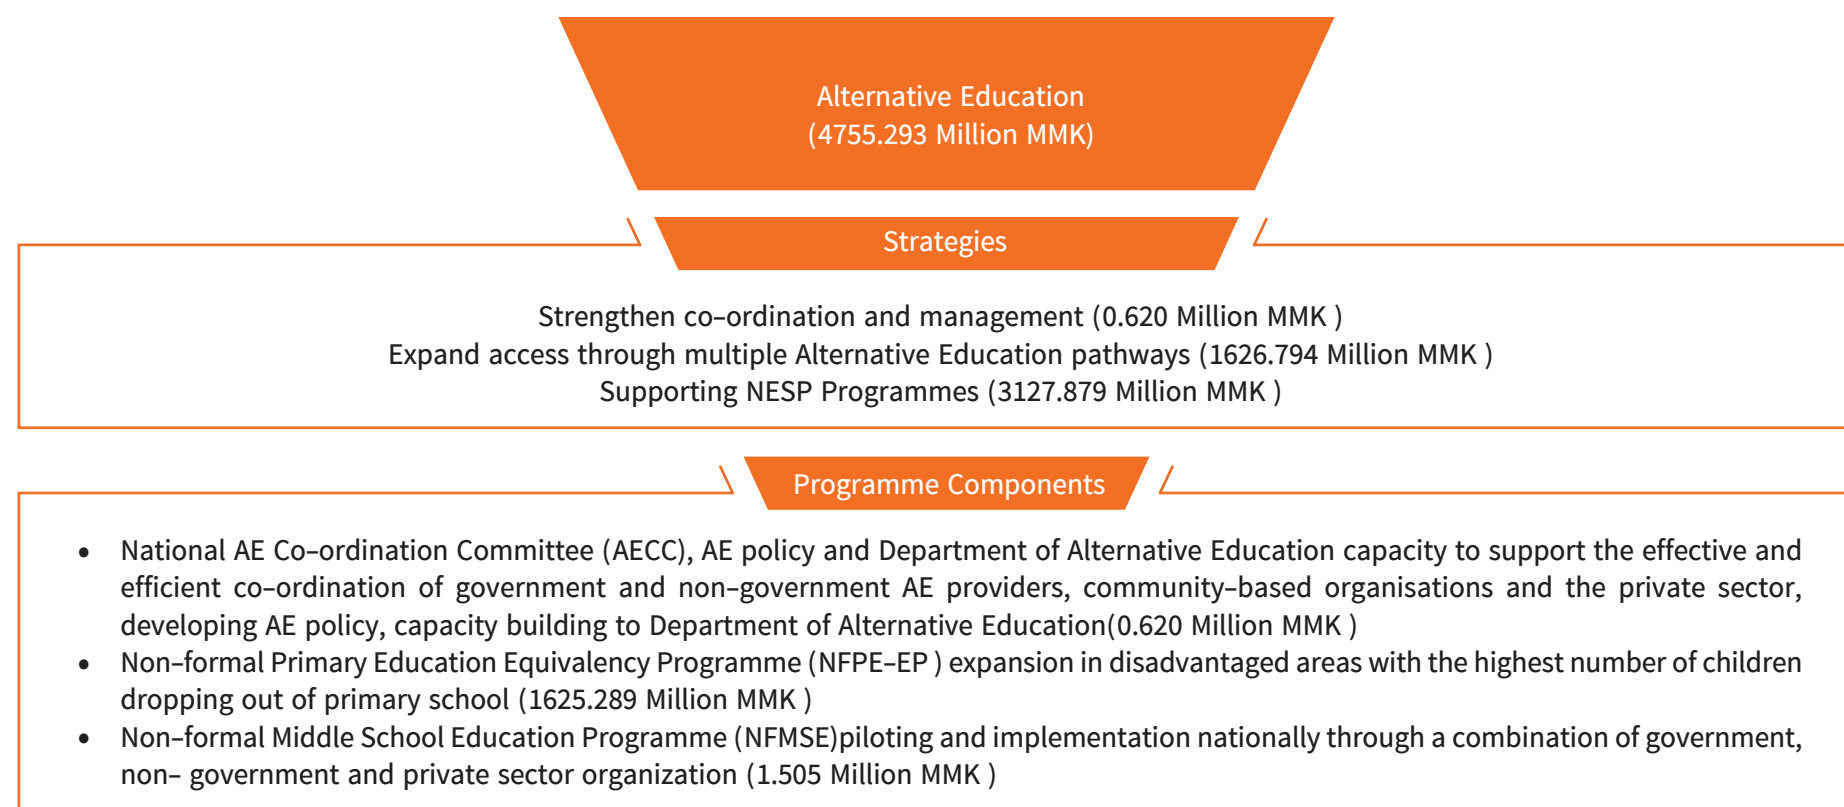 Alternative Education
(4755.293 Million MMK)
Strategies
Strengthen co-ordination and management (0.620 Million MMK )
Expand access through multiple Alternative Education pathways (1626.794 Million MMK )
Supporting NESP Programmes (3127.879 Million MMK )
Programme Components
• National AE Co-ordination Committee (AECC), AE policy and Department of Alternative Education capacity to support the effective and
efficient co-ordination of government and non-government AE providers, community-based organisations and the private sector,
developing AE policy, capacity building to Department of Alternative Education(0.620 Million MMK )
• Non-formal Primary Education Equivalency Programme (NFPE-EP ) expansion in disadvantaged areas with the highest number of children
dropping out of primary school (1625.289 Million MMK )
• Non-formal Middle School Education Programme (NFMSE)piloting and implementation nationally through a combination of government,
non- government and private sector organization (1.505 Million MMK )